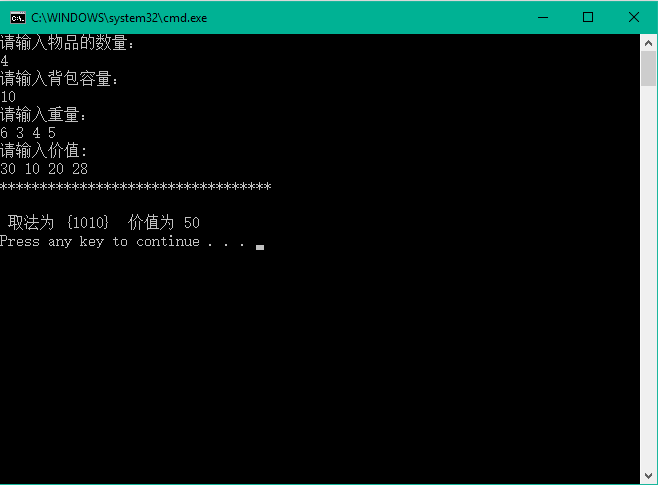 C:\WINDOWS\system32\cmd.exe
请输入物品的数量：
4
请输入背包容量：
10
请输入重量：
6 3 4 5
请输入价值：
30 10 20 28
**********************************
取法为 {1010} 价值为 50
Press any key to continue . . .